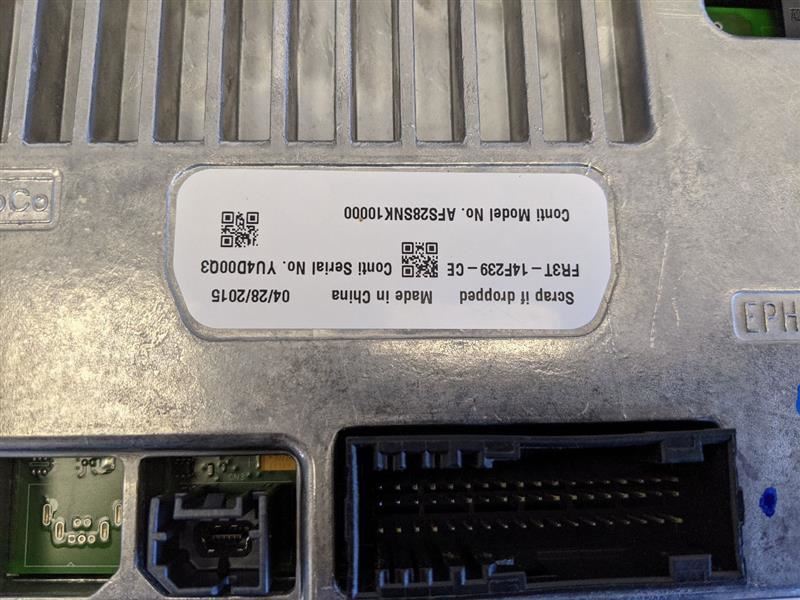 Scrap if dropped Made in China 04/28/2015
FR3T-14F239-CE Conti Serial No. YU4D00Q3
Conti Model No. AFS28SNK10000
EPH